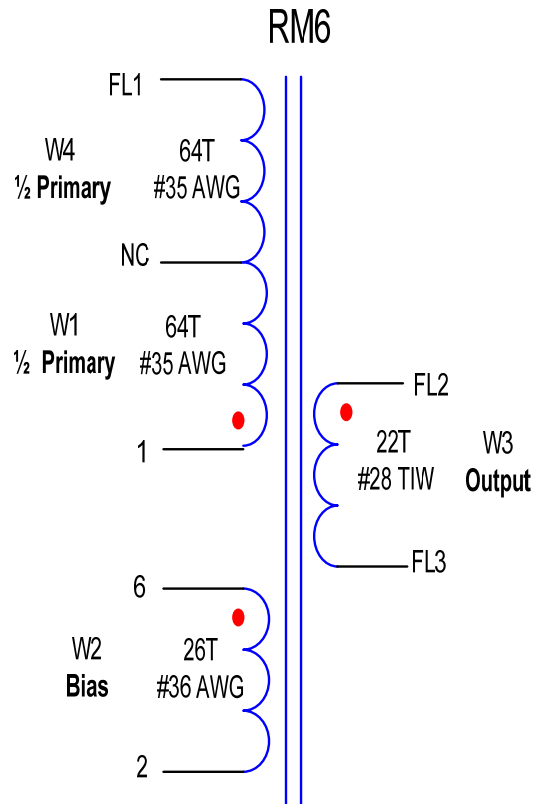 RM6
FL1
W4
½ Primary
64T
#35 AWG
NC
W1
½ Primary
64T
#35 AWG
1
FL2
22T
#28 TIW
W3
Output
FL3
6
W2
Bias
26T
#36 AWG
2